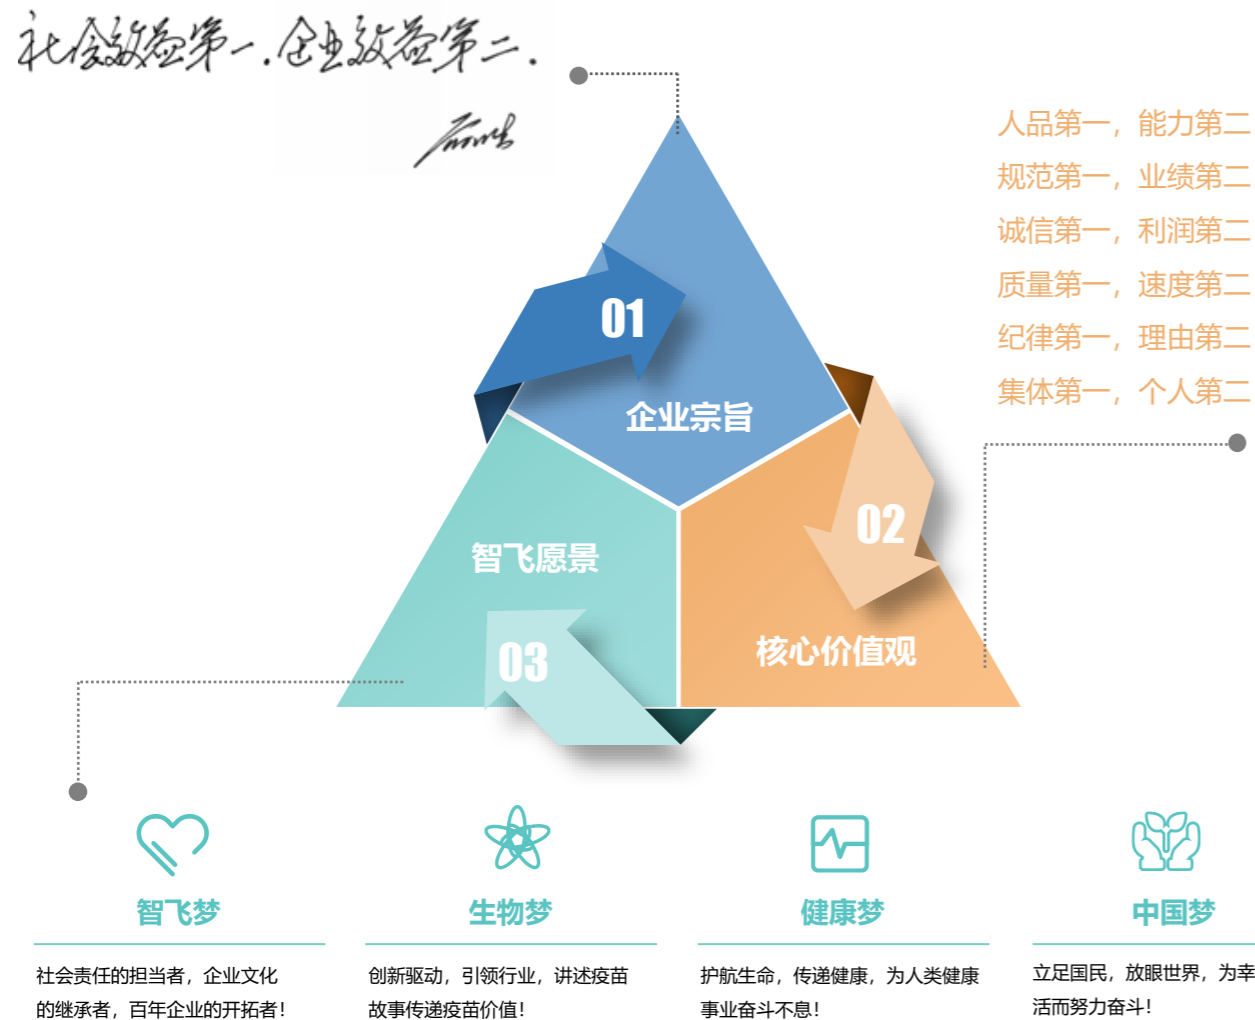 社会效益第一.企业效益第二.
人品第一，能力第二
规范第一，业绩第二
诚信第一，利润第二
质量第一，速度第二
纪律第一，理由第二
集体第一，个人第二
01
企业宗旨
02
核心价值观
智飞愿景
03
智飞梦
社会责任的担当者，企业文化
的继承者，百年企业的开拓者！
生物梦
创新驱动，引领行业，讲述疫苗
故事传递疫苗价值！
健康梦
护航生命，传递健康，为人类健康
事业奋斗不息！
中国梦
立足国民，放眼世界，为幸
活而努力奋斗！